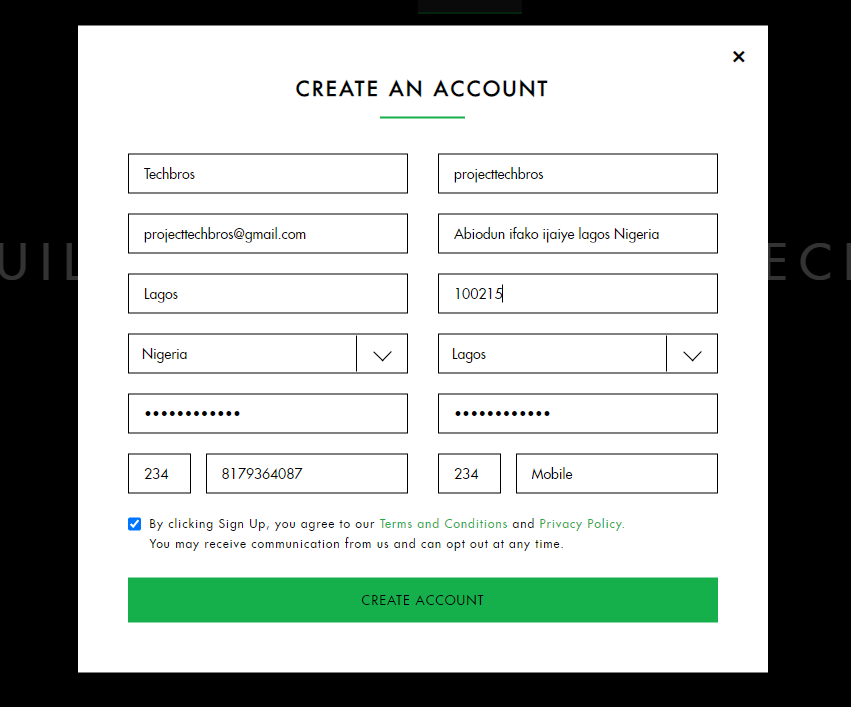 ×
CREATE AN ACCOUNT
Techbros
projecttechbros
projecttechbros@gmail.com
Abiodun ifako ijaiye lagos Nigeria
UIL
ECH
Lagos
100215
Nigeria
Lagos
••••••••••••
••••••••••••
234
8179364087
234
Mobile
By clicking Sign Up, you agree to our Terms and Conditions and Privacy Policy.
You may receive communication from us and can opt out at any time.
CREATE ACCOUNT